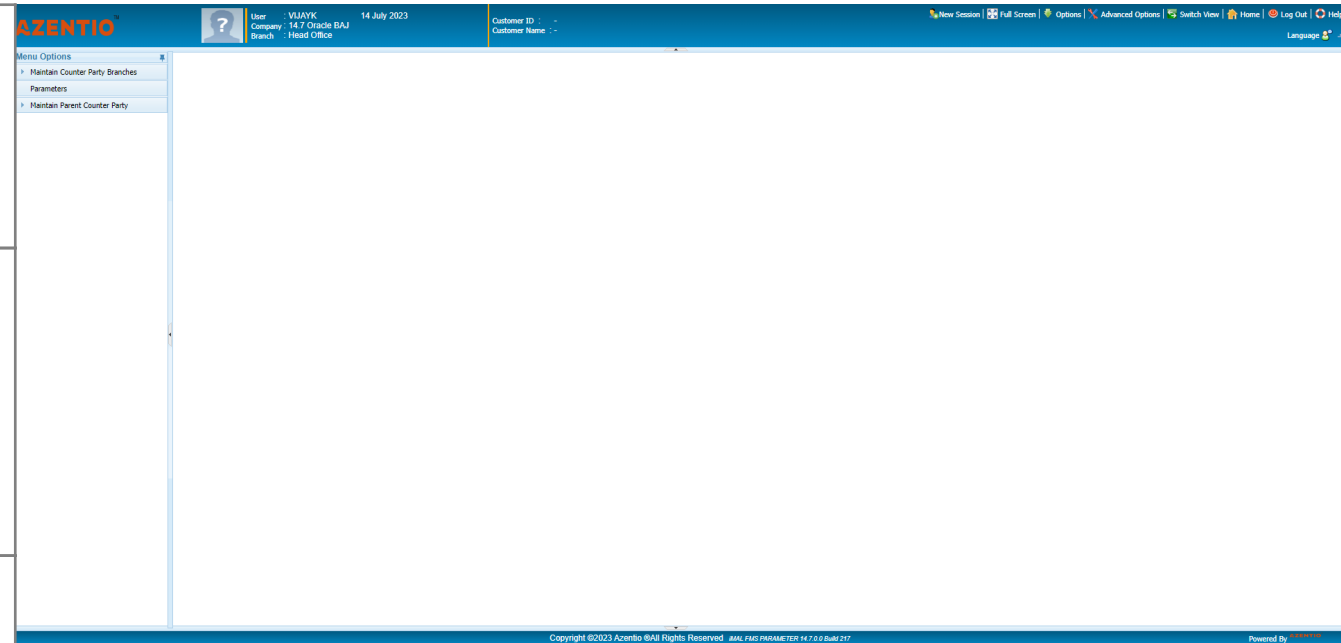 AZENTIO
User : VIJAYK 14 July 2023
Company : 14.7 Oracle BAJ
Branch : Head Office
Customer ID : -
Customer Name : -
New Session | Full Screen | Options | Advanced Options | Switch View | Home | Log Out | Help
Language
Menu Options
Maintain Counter Party Branches
Parameters
Maintain Parent Counter Party
Copyright ©2023 Azentio ®All Rights Reserved iMAL FMS PARAMETER 14.7.0.0 Build 217
Powered By AZENTIO